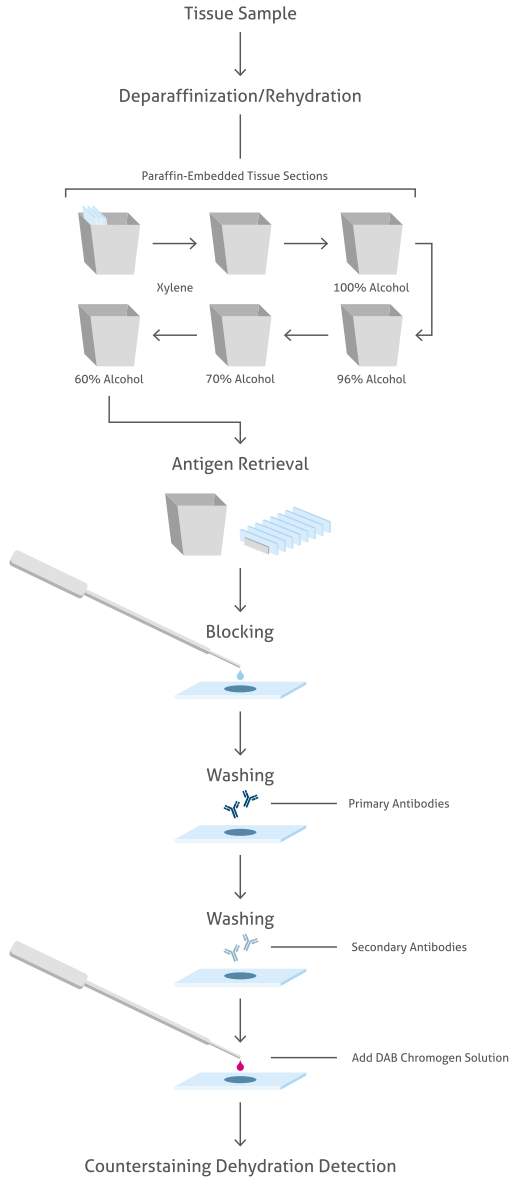 Tissue Sample
Deparaffinization/Rehydration
Paraffin-Embedded Tissue Sections
Xylene
100% Alcohol
60% Alcohol
70% Alcohol
96% Alcohol
Antigen Retrieval
Blocking
Washing
Primary Antibodies
Washing
Secondary Antibodies
Add DAB Chromogen Solution
Counterstaining Dehydration Detection